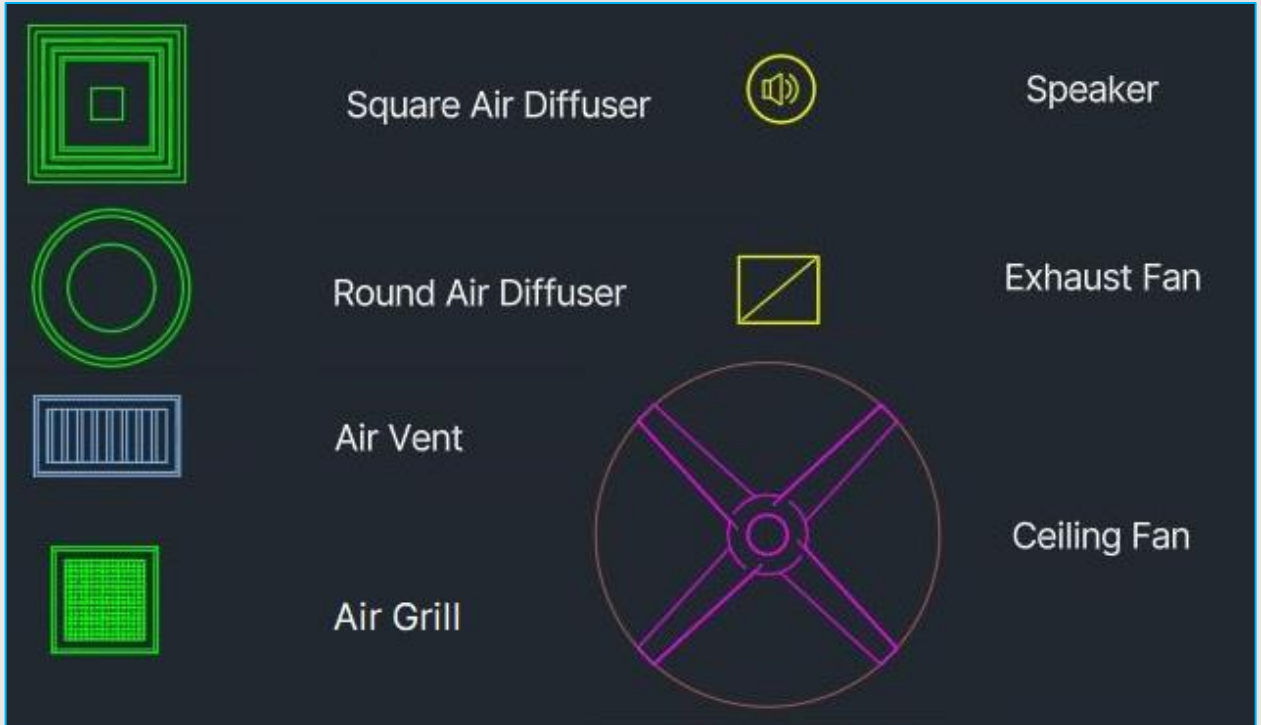 Square Air Diffuser
Speaker
Round Air Diffuser
Exhaust Fan
Air Vent
Ceiling Fan
Air Grill